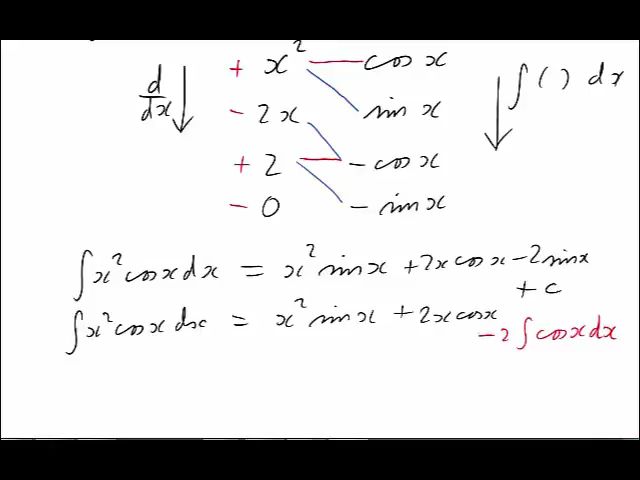 + x² cos x
d/dx ∫ ( ) dx
- 2x sin x
+ 2 - cos x
- 0 - sin x
∫x² cos x dx = x² sin x + 2x cos x - 2 sin x
+ c
∫x² cos x dx = x² sin x + 2x cos x
- 2 ∫ cos x dx